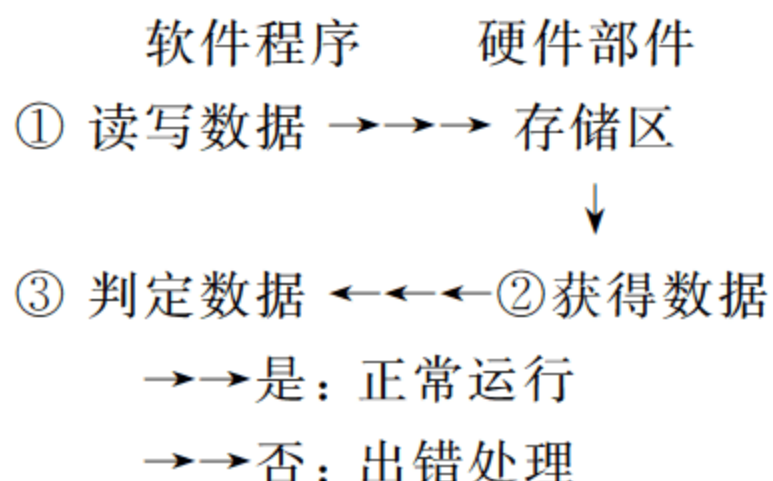 软件程序 硬件部件
① 读写数据 →→→ 存储区
↓
③ 判定数据 ←←←②获得数据
→→是：正常运行
→→否：出错处理